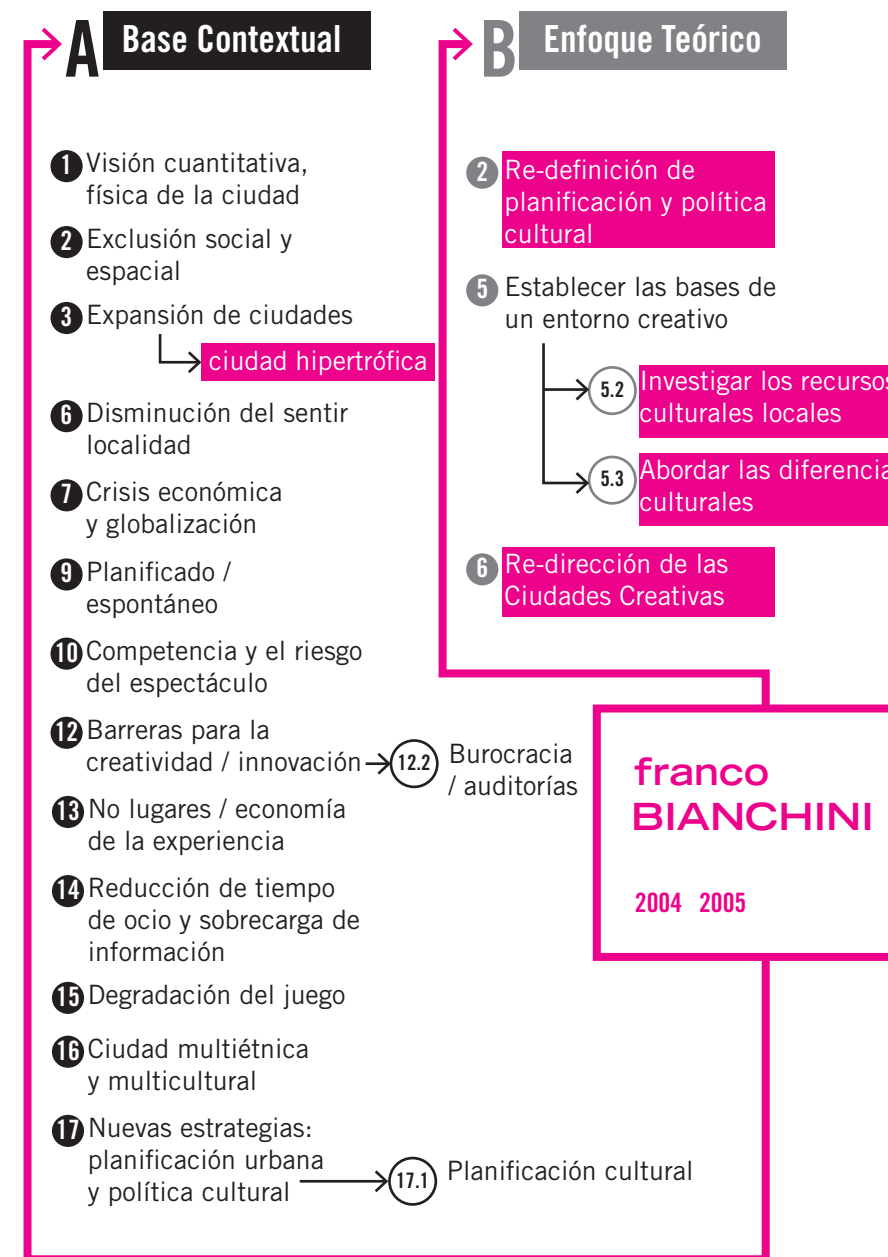 A Base Contextual
1 Visión cuantitativa,
física de la ciudad
2 Exclusión social y
espacial
3 Expansión de ciudades
ciudad hipertrófica
6 Disminución del sentir
localidad
7 Crisis económica
y globalización
9 Planificado /
espontáneo
10 Competencia y el riesgo
del espectáculo
12 Barreras para la
creatividad / innovación
12.2 Burocracia
/ auditorías
13 No lugares / economía
de la experiencia
14 Reducción de tiempo
de ocio y sobrecarga de
información
15 Degradación del juego
16 Ciudad multiétnica
y multicultural
17 Nuevas estrategias:
planificación urbana
y política cultural
17.1 Planificación cultural
B Enfoque Teórico
2 Re-definición de
planificación y política
cultural
5 Establecer las bases de
un entorno creativo
5.2 Investigar los recursos
culturales locales
5.3 Abordar las diferencia
culturales
6 Re-dirección de las
Ciudades Creativas
franco
BIANCHINI
2004 2005